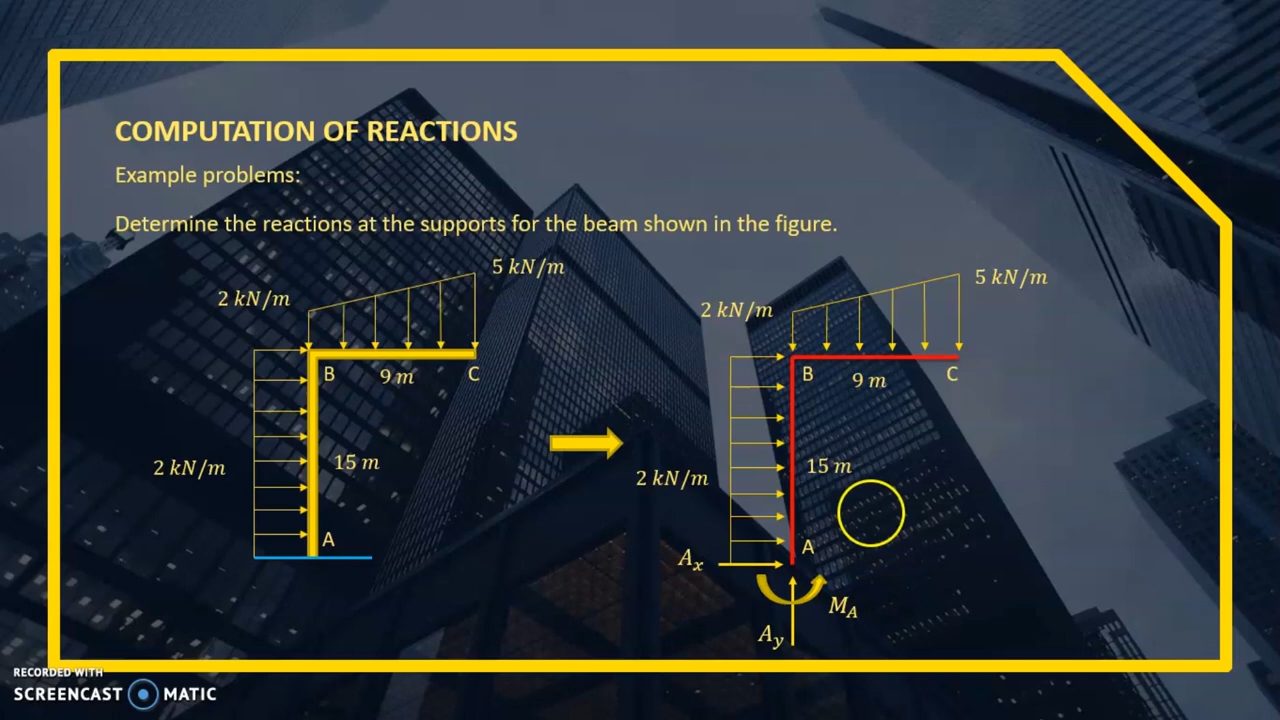 COMPUTATION OF REACTIONS
Example problems:
Determine the reactions at the supports for the beam shown in the figure.
5 kN/m
2 kN/m
B
9 m
C
2 kN/m
15 m
A
5 kN/m
2 kN/m
B
9 m
C
15 m
2 kN/m
A
Aₓ
M_A
A_y
RECORDED WITH
SCREENCAST MATIC